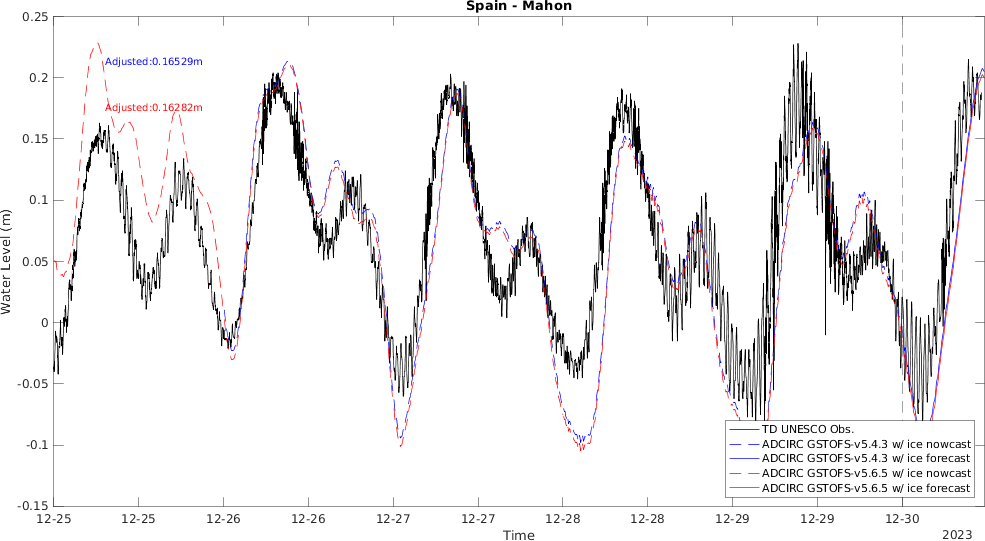 Spain - Mahon
0.25
0.2
0.15
0.1
0.05
0
-0.05
-0.1
-0.15
Water Level (m)
Adjusted:0.16529m
Adjusted:0.16282m
TD UNESCO Obs.
ADCIRC GSTOFS-v5.4.3 w/ ice nowcast
ADCIRC GSTOFS-v5.4.3 w/ ice forecast
ADCIRC GSTOFS-v5.6.5 w/ ice nowcast
ADCIRC GSTOFS-v5.6.5 w/ ice forecast
12-25 12-25 12-26 12-26 12-27 12-27 12-28 12-28 12-29 12-29 12-30
Time
2023